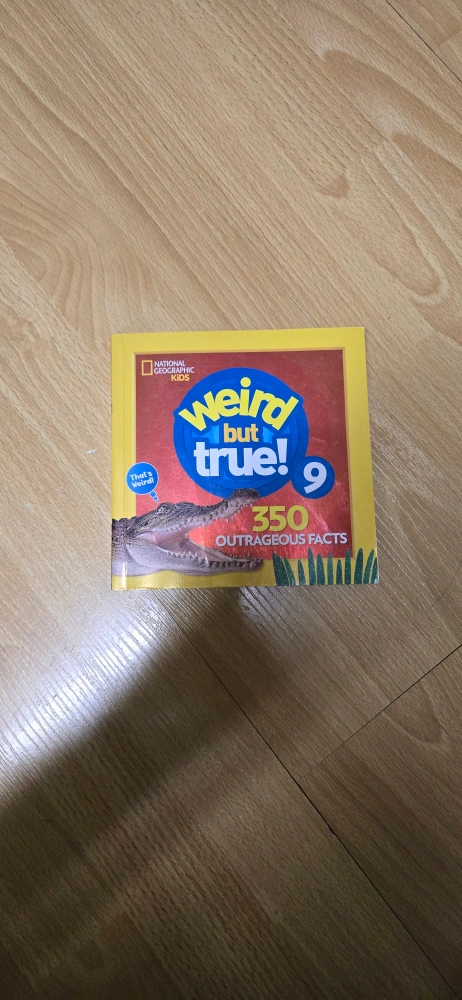 NATIONAL
GEOGRAPHIC
KiDS
weird
but
true!
9
That's
Weird!
350
OUTRAGEOUS FACTS